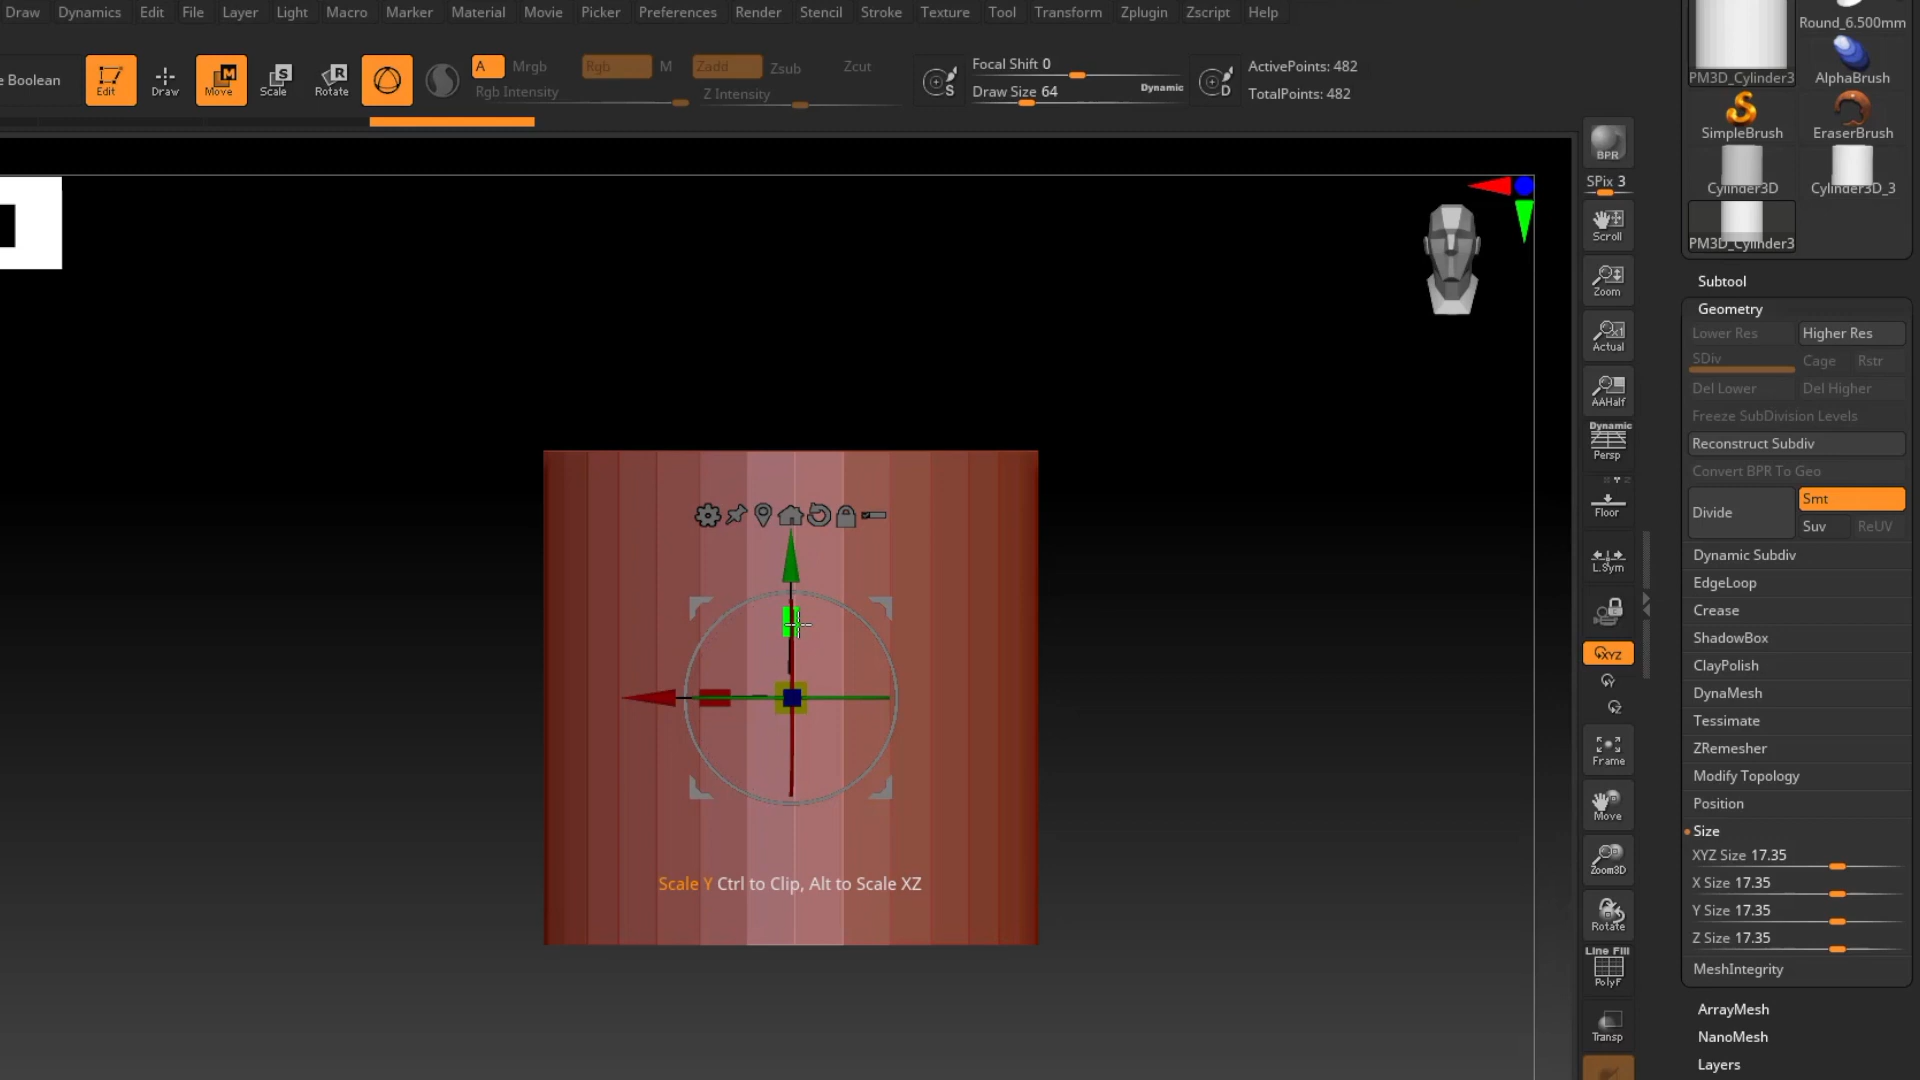 Draw Dynamics Edit File Layer Light Macro Marker Material Movie Picker Preferences Render Stencil Stroke Texture Tool Transform Zplugin Zscript Help
e Boolean
Edit
Draw
Move
M
Scale
S
Rotate
R
A Mrgb
Rgb M
Rgb Intensity
Zadd Zsub Zcut
Z Intensity
S
Focal Shift 0
Draw Size 64
Dynamic
D
ActivePoints: 482
TotalPoints: 482
Round_6.500mm
PM3D_Cylinder3
AlphaBrush
SimpleBrush
EraserBrush
Cylinder3D
Cylinder3D_3
PM3D_Cylinder3
BPR
SPix 3
Scroll
Zoom
Actual
AAHalf
Dynamic
Persp
Floor
L.Sym
XYZ
Frame
Move
Zoom3D
Rotate
Line Fill
PolyF
Transp
Subtool
Geometry
Lower Res Higher Res
SDiv Cage Rstr
Del Lower Del Higher
Freeze SubDivision Levels
Reconstruct Subdiv
Convert BPR To Geo
Divide Smt
Suv ReUV
Dynamic Subdiv
EdgeLoop
Crease
ShadowBox
ClayPolish
DynaMesh
Tessimate
ZRemesher
Modify Topology
Position
Size
XYZ Size 17.35
X Size 17.35
Y Size 17.35
Z Size 17.35
MeshIntegrity
ArrayMesh
NanoMesh
Layers
Scale Y Ctrl to Clip, Alt to Scale XZ